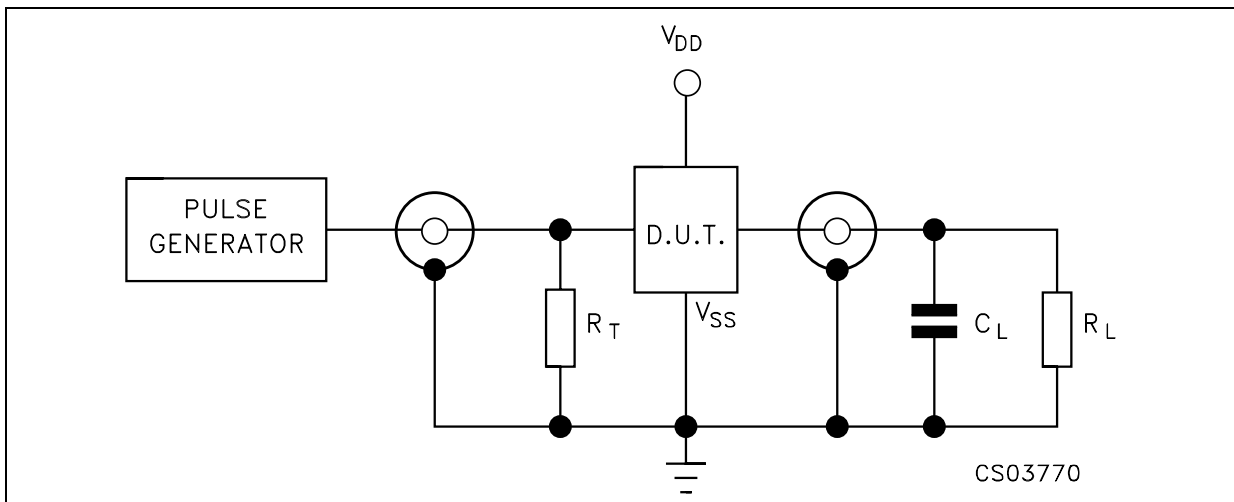 V_DD
PULSE
GENERATOR
D.U.T.
V_SS
R_T
C_L
R_L
CS03770